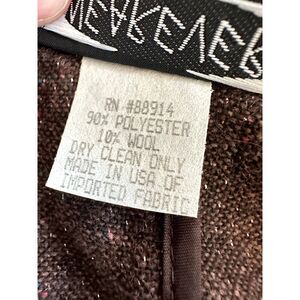 RN #88914
90% POLYESTER
10% WOOL
DRY CLEAN ONLY
MADE IN USA OF
IMPORTED FABRIC